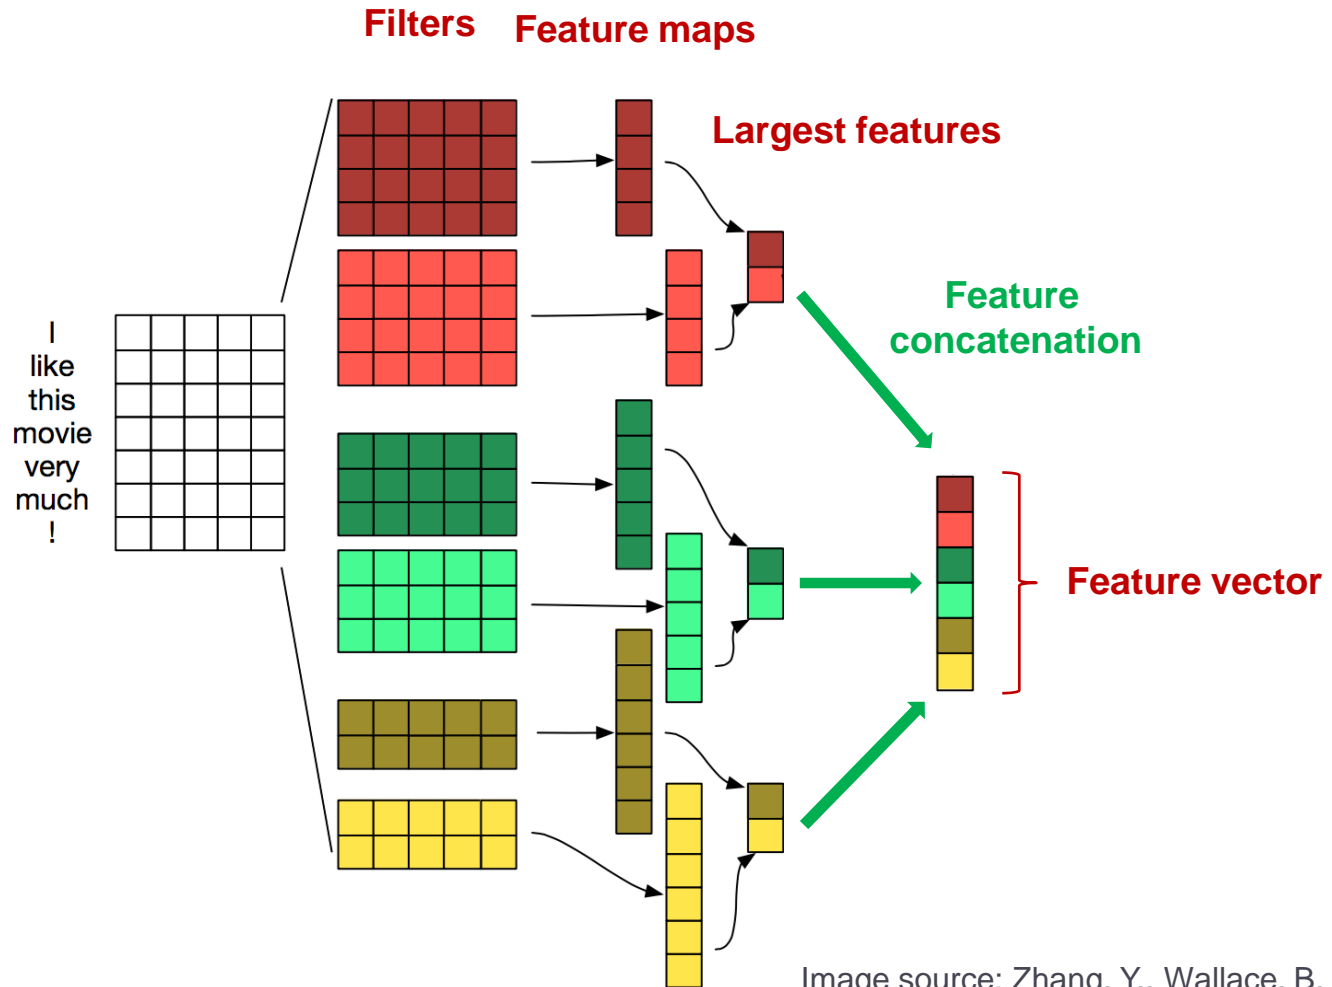 Filters
Feature maps
Largest features
Feature
concatenation
I
like
this
movie
very
much
!
Feature vector
Image source: Zhang, Y., Wallace, B.